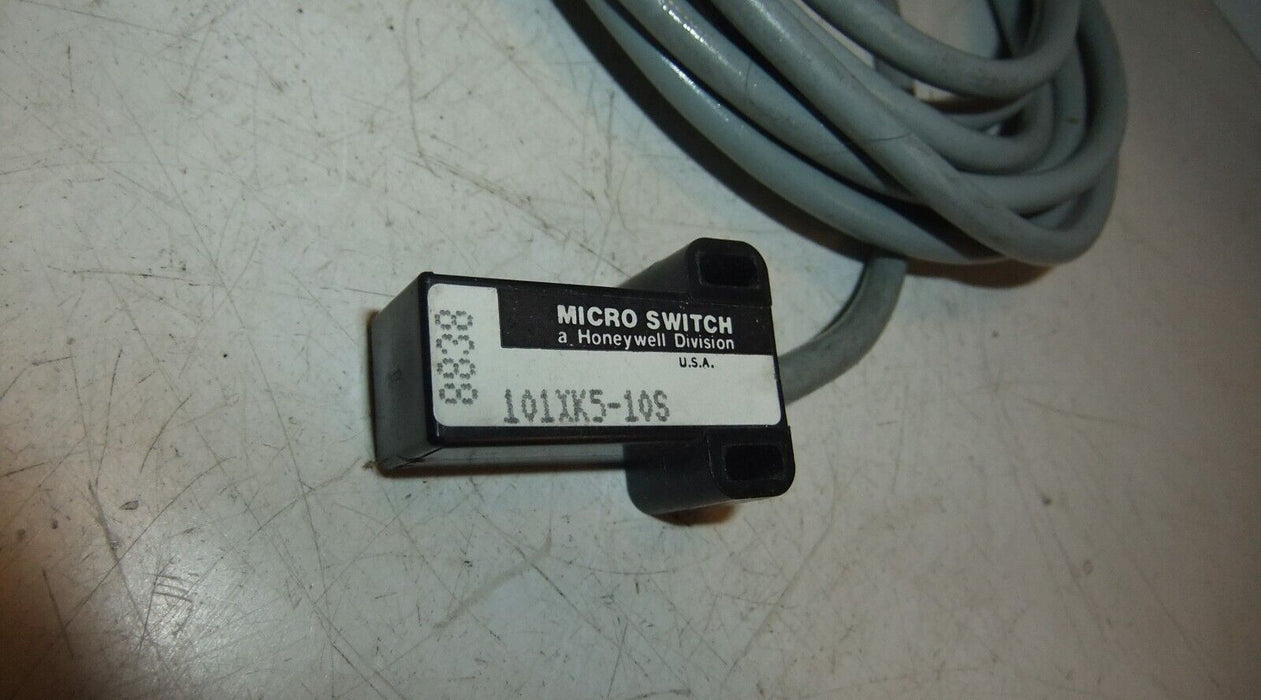 8838
MICRO SWITCH
a Honeywell Division
U.S.A.
101XK5-10S